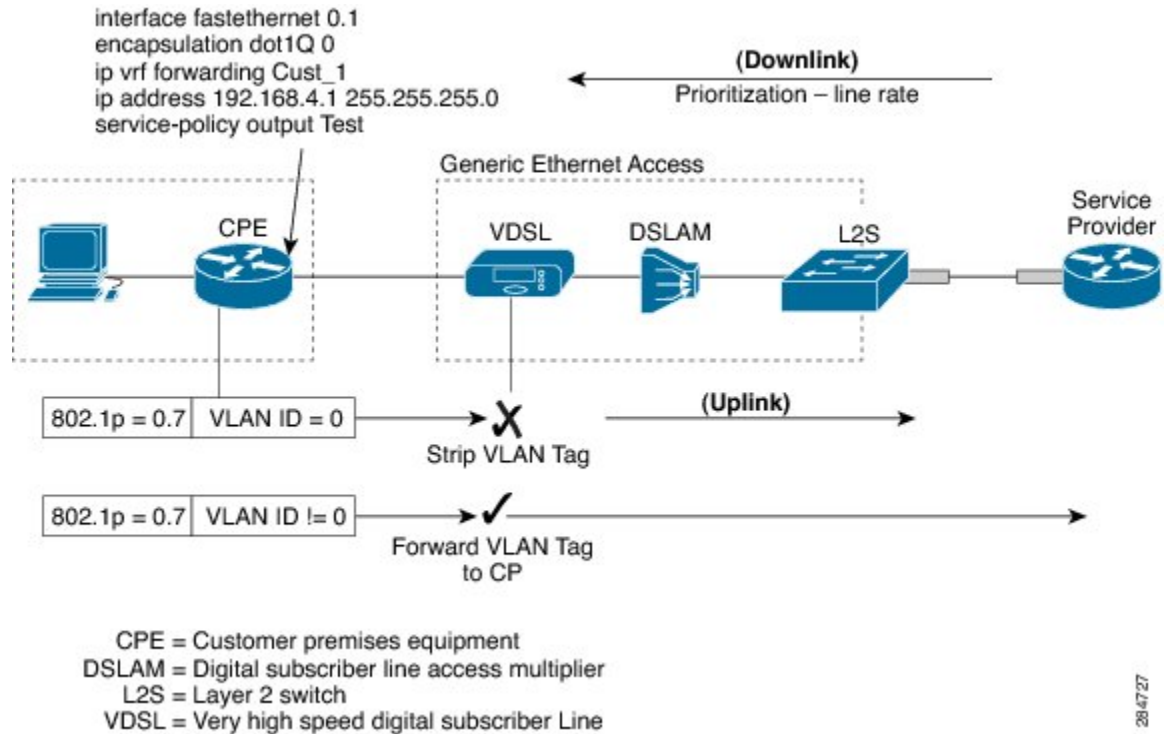 interface fastethernet 0.1
encapsulation dot1Q 0
ip vrf forwarding Cust_1
ip address 192.168.4.1 255.255.255.0
service-policy output Test
(Downlink)
Prioritization – line rate
Generic Ethernet Access
CPE
VDSL
DSLAM
L2S
Service
Provider
802.1p = 0.7 VLAN ID = 0
Strip VLAN Tag
(Uplink)
802.1p = 0.7 VLAN ID != 0
Forward VLAN Tag
to CP
CPE = Customer premises equipment
DSLAM = Digital subscriber line access multiplier
L2S = Layer 2 switch
VDSL = Very high speed digital subscriber Line
284727